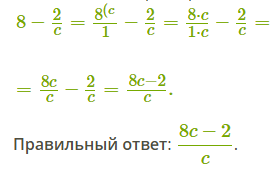 8 − 2/c = 8^(c/1 − 2/c = 8·c/1·c − 2/c =
= 8c/c − 2/c = 8c−2/c.
Правильный ответ: 8c − 2/c.